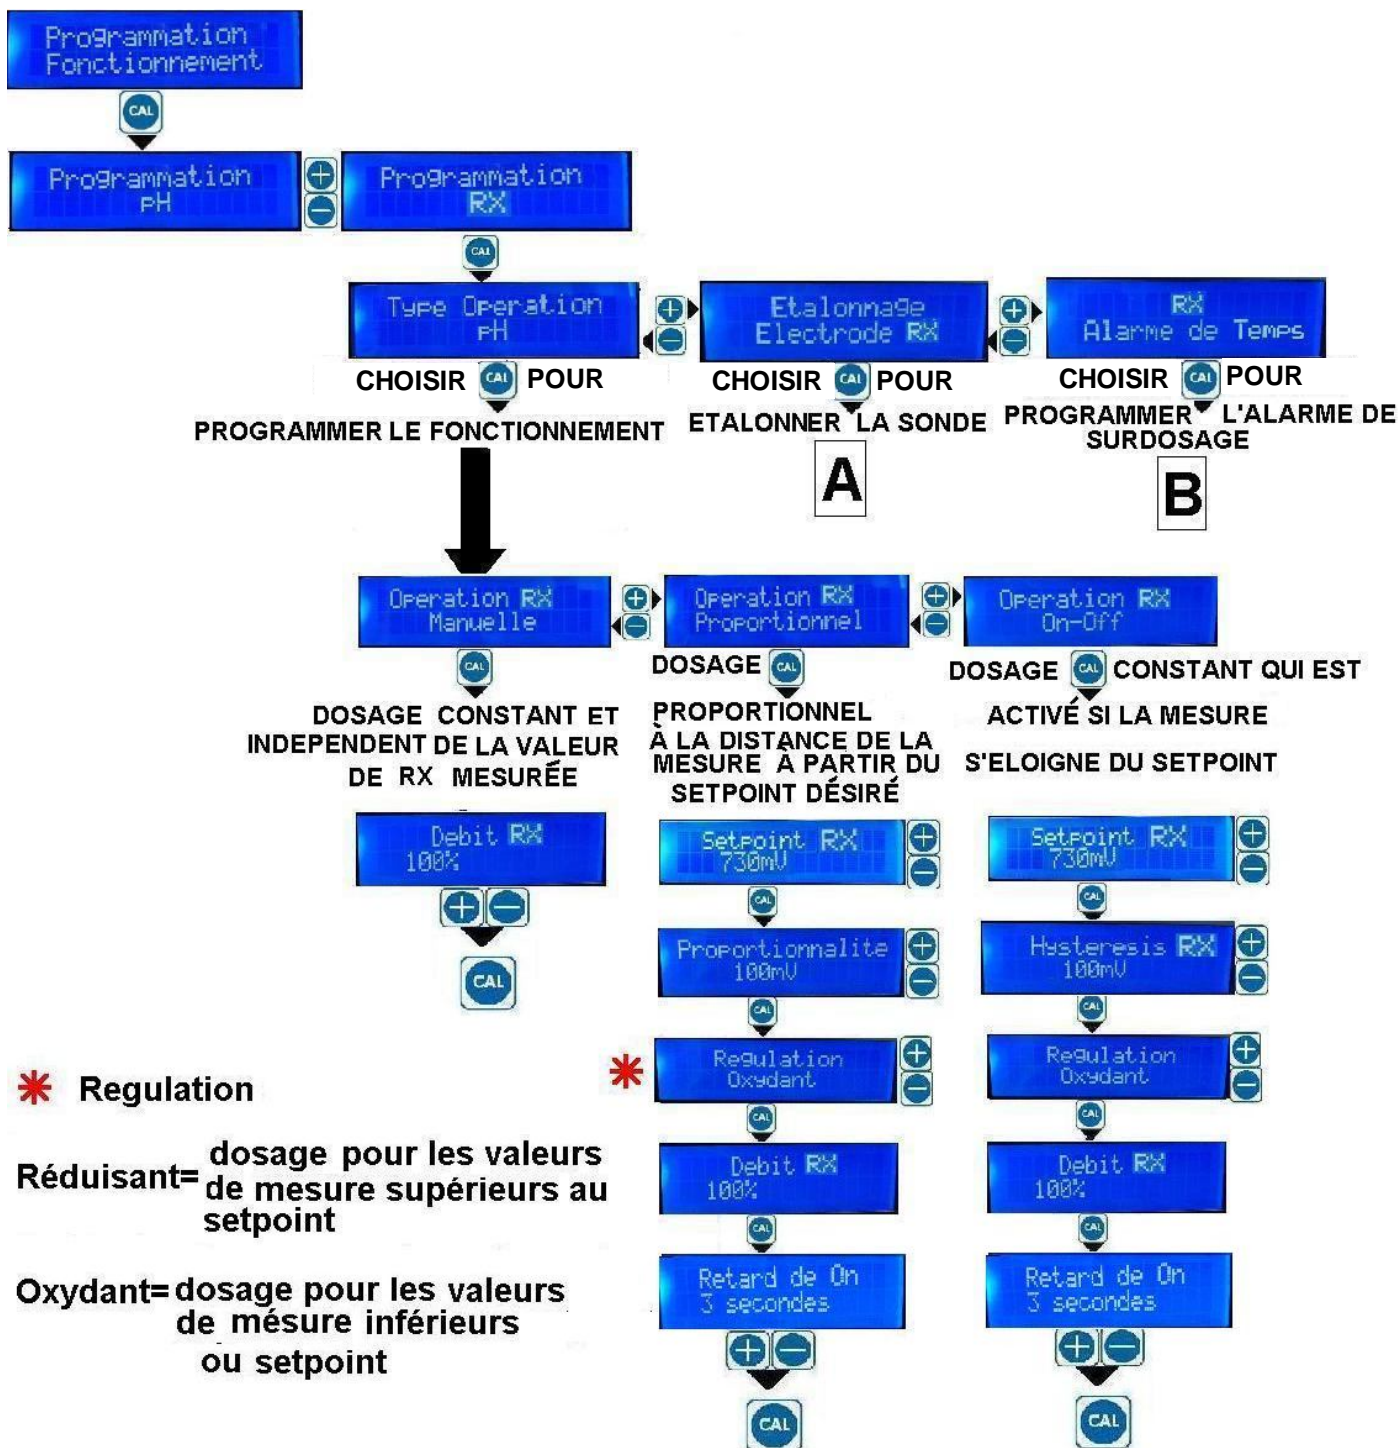 Programmation
Fonctionnement
CAL
Programmation
pH
Programmation
RX
CAL
Type Operation
pH
Etalonnage
Electrode RX
RX
Alarme de Temps
CHOISIR CAL POUR
PROGRAMMER LE FONCTIONNEMENT
CHOISIR CAL POUR
ETALONNER LA SONDE
A
CHOISIR CAL POUR
PROGRAMMER L'ALARME DE
SURDOSAGE
B
Operation RX
Manuelle
Operation RX
Proportionnel
Operation RX
On-Off
CAL
DOSAGE CONSTANT ET
INDEPENDENT DE LA VALEUR
DE RX MESURÉE
DOSAGE CAL
PROPORTIONNEL
À LA DISTANCE DE LA
MESURE À PARTIR DU
SETPOINT DÉSIRÉ
DOSAGE CAL CONSTANT QUI EST
ACTIVÉ SI LA MESURE
S'ELOIGNE DU SETPOINT
Debit RX
100%
CAL
Setpoint RX
730mV
CAL
Proportionnalite
100mV
CAL
Regulation
Oxydant
CAL
Debit RX
100%
CAL
Retard de On
3 secondes
CAL
Setpoint RX
730mV
CAL
Hysteresis RX
100mV
CAL
Regulation
Oxydant
CAL
Debit RX
100%
CAL
Retard de On
3 secondes
CAL
Regulation
Réduisant= dosage pour les valeurs
de mesure supérieurs au
setpoint
Oxydant= dosage pour les valeurs
de mésure inférieurs
ou setpoint